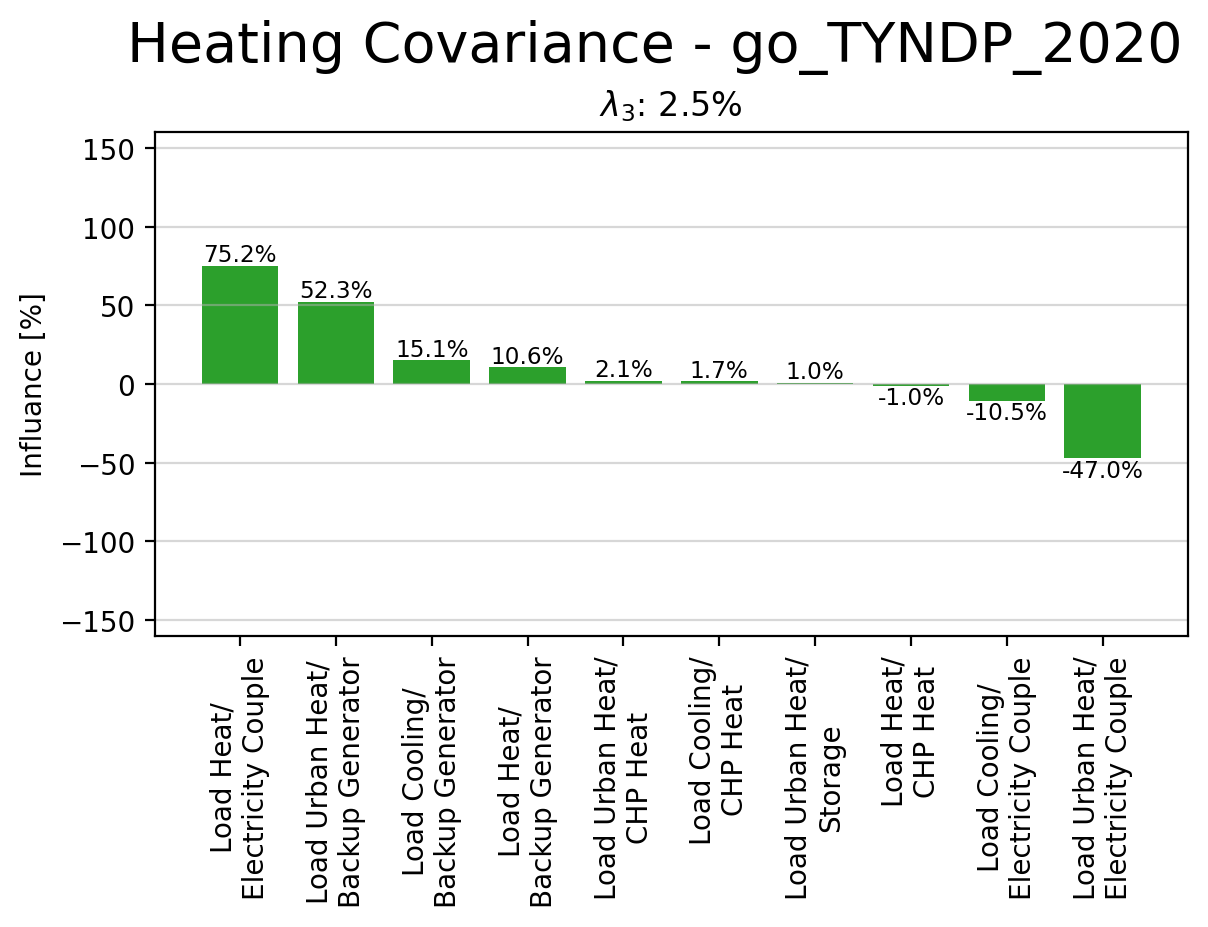 Heating Covariance - go_TYNDP_2020
λ3: 2.5%
Influance [%]
150
100
50
0
−50
−100
−150
75.2%
52.3%
15.1%
10.6%
2.1%
1.7%
1.0%
-1.0%
-10.5%
-47.0%
Load Heat/
Electricity Couple
Load Urban Heat/
Backup Generator
Load Cooling/
Backup Generator
Load Heat/
Backup Generator
Load Urban Heat/
CHP Heat
Load Cooling/
CHP Heat
Load Urban Heat/
Storage
Load Heat/
CHP Heat
Load Cooling/
Electricity Couple
Load Urban Heat/
Electricity Couple